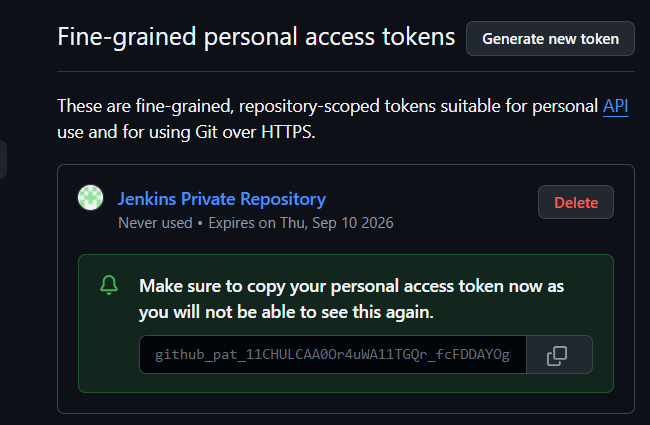 Fine-grained personal access tokens
Generate new token
These are fine-grained, repository-scoped tokens suitable for personal API
use and for using Git over HTTPS.
Jenkins Private Repository
Delete
Never used • Expires on Thu, Sep 10 2026
Make sure to copy your personal access token now as
you will not be able to see this again.
github_pat_11CHULCAA0Or4uWA11TGQr_fcFDDAYOg